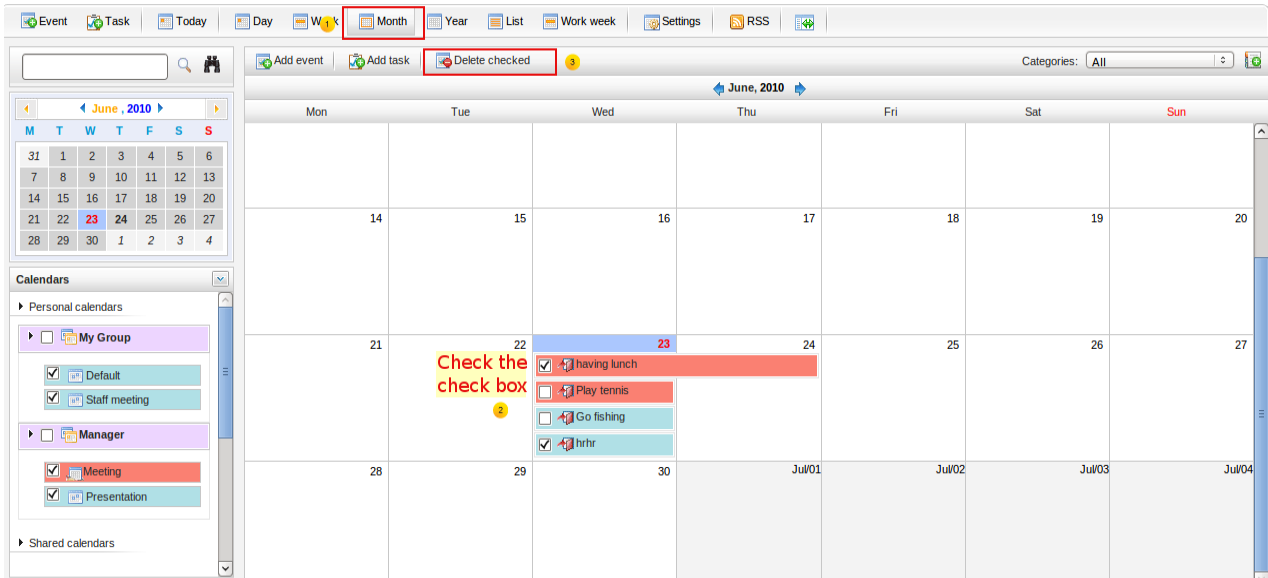 Event Task Today Day W 1 k Month Year List Work week Settings RSS
Add event Add task Delete checked 3 Categories: All
June, 2010
Mon Tue Wed Thu Fri Sat Sun
June , 2010
M T W T F S S
31 1 2 3 4 5 6
7 8 9 10 11 12 13
14 15 16 17 18 19 20
21 22 23 24 25 26 27
28 29 30 1 2 3 4
Calendars
Personal calendars
My Group
Default
Staff meeting
Manager
Meeting
Presentation
Shared calendars
14 15 16 17 18 19 20
21 22 23 24 25 26 27
Check the
check box
2
having lunch
Play tennis
Go fishing
hrhr
28 29 30 Jul/01 Jul/02 Jul/03 Jul/04